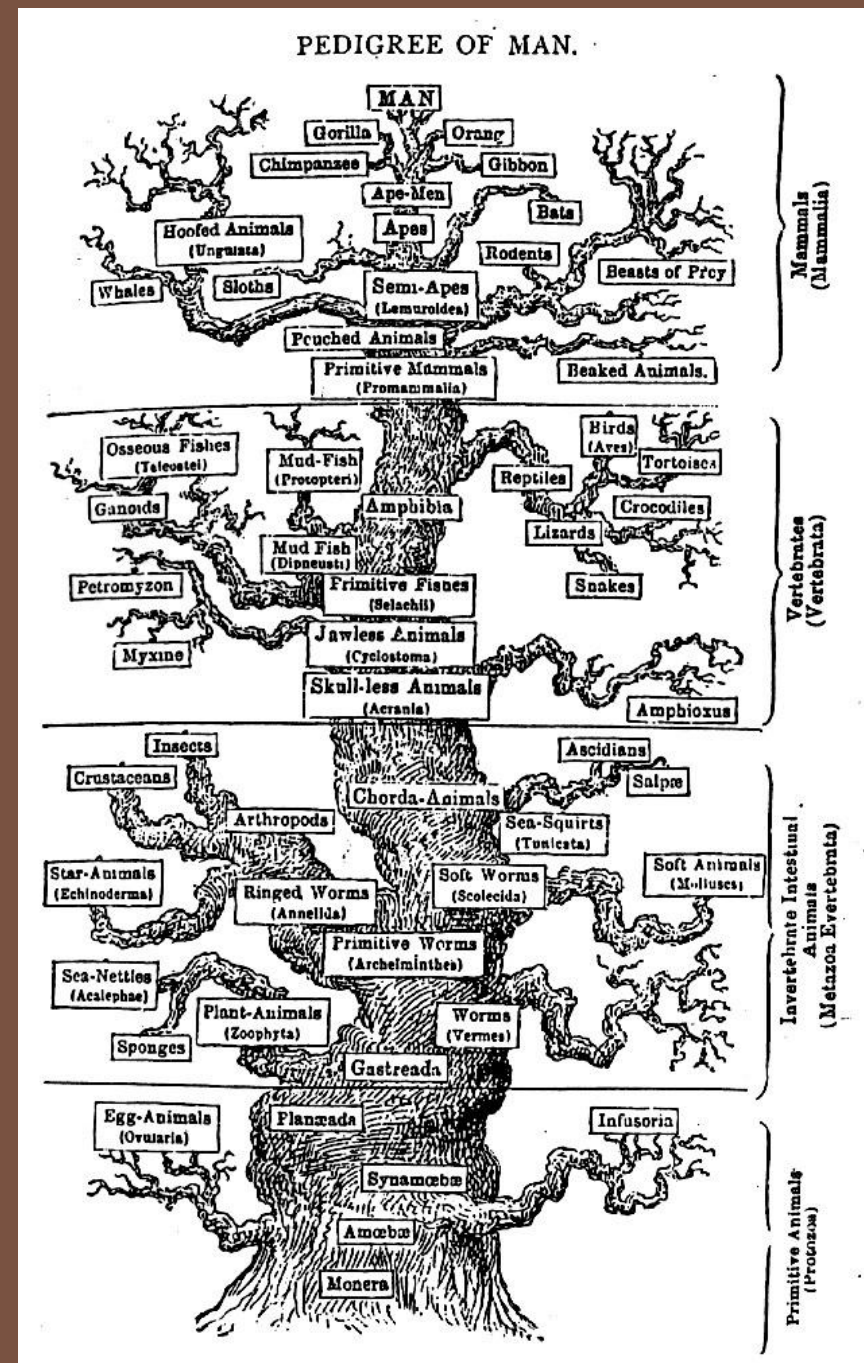 PEDIGREE OF MAN.
MAN
Gorilla
Orang
Chimpanzee
Gibbon
Ape-Men
Bats
Apes
Hoofed Animals
(Ungulata)
Rodents
Beasts of Prey
Whales
Sloths
Semi-Apes
(Lemuroidea)
Pouched Animals
Primitive Mammals
(Promammalia)
Beaked Animals.
Mammals
(Mammalia)
Osseous Fishes
(Teleostei)
Mud-Fish
(Protopteri)
Birds
(Aves)
Tortoises
Reptiles
Ganoids
Amphibia
Crocodiles
Lizards
Mud Fish
(Dipneusti)
Petromyzon
Primitive Fishes
(Selachii)
Snakes
Jawless Animals
(Cyclostoma)
Myxine
Skull-less Animals
(Acrania)
Amphioxus
Vertebrates
(Vertebrata)
Insects
Ascidians
Crustaceans
Salpæ
Chorda-Animals
Arthropods
Sea-Squirts
(Tunicata)
Star-Animals
(Echinoderma)
Ringed Worms
(Annelida)
Soft Worms
(Scolecida)
Soft Animals
(Mollusca)
Primitive Worms
(Archelminthes)
Sea-Nettles
(Acalephae)
Plant-Animals
(Zoophyta)
Worms
(Vermes)
Sponges
Gastreada
Invertebrate Intestinal
Animals
(Metazoa Evertebrata)
Egg-Animals
(Ovularia)
Planæada
Infusoria
Synamœbæ
Amœbæ
Monera
Primitive Animals
(Protozoa)